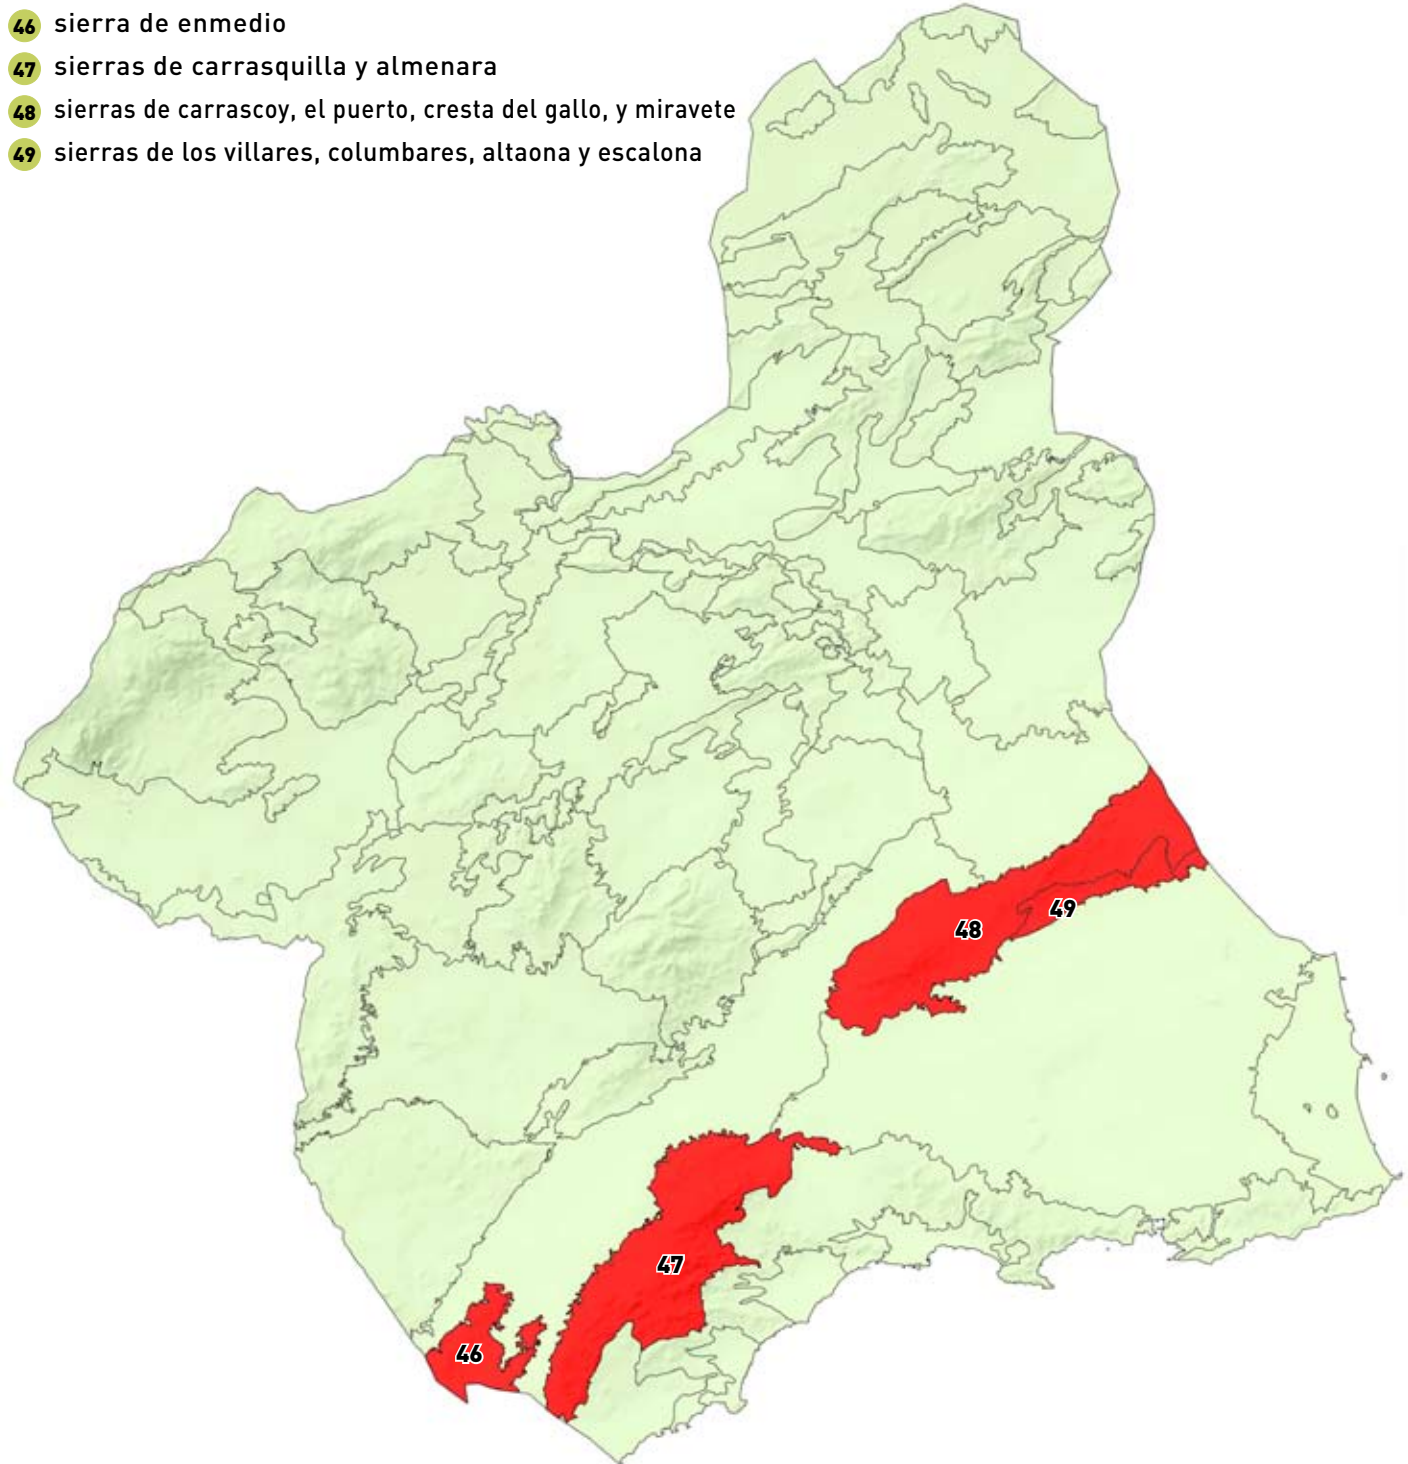 46 sierra de enmedio
47 sierras de carrasquilla y almenara
48 sierras de carrascoy, el puerto, cresta del gallo, y miravete
49 sierras de los villares, columbares, altaona y escalona
49
48
47
46